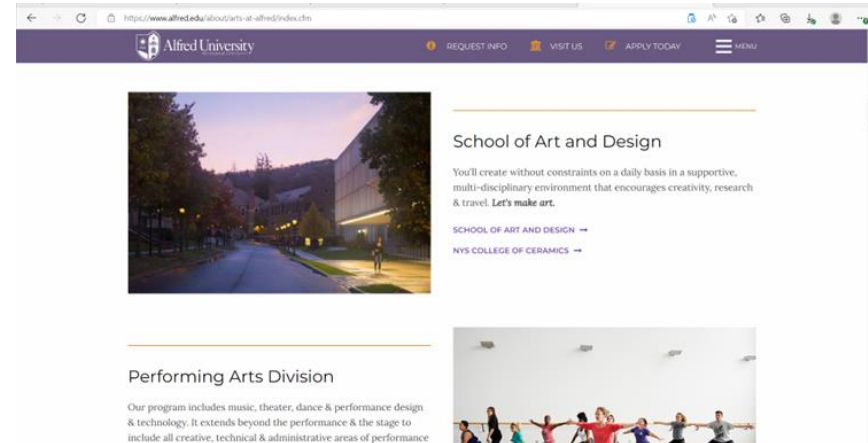 https://www.alfred.edu/about/arts-at-alfred/index.cfm
Alfred University
REQUEST INFO
VISIT US
APPLY TODAY
MENU
School of Art and Design
You'll create without constraints on a daily basis in a supportive,
multi-disciplinary environment that encourages creativity, research
& travel. Let's make art.
SCHOOL OF ART AND DESIGN →
NYS COLLEGE OF CERAMICS →
Performing Arts Division
Our program includes music, theater, dance & performance design
& technology. It extends beyond the performance & the stage to
include all creative, technical & administrative areas of performance